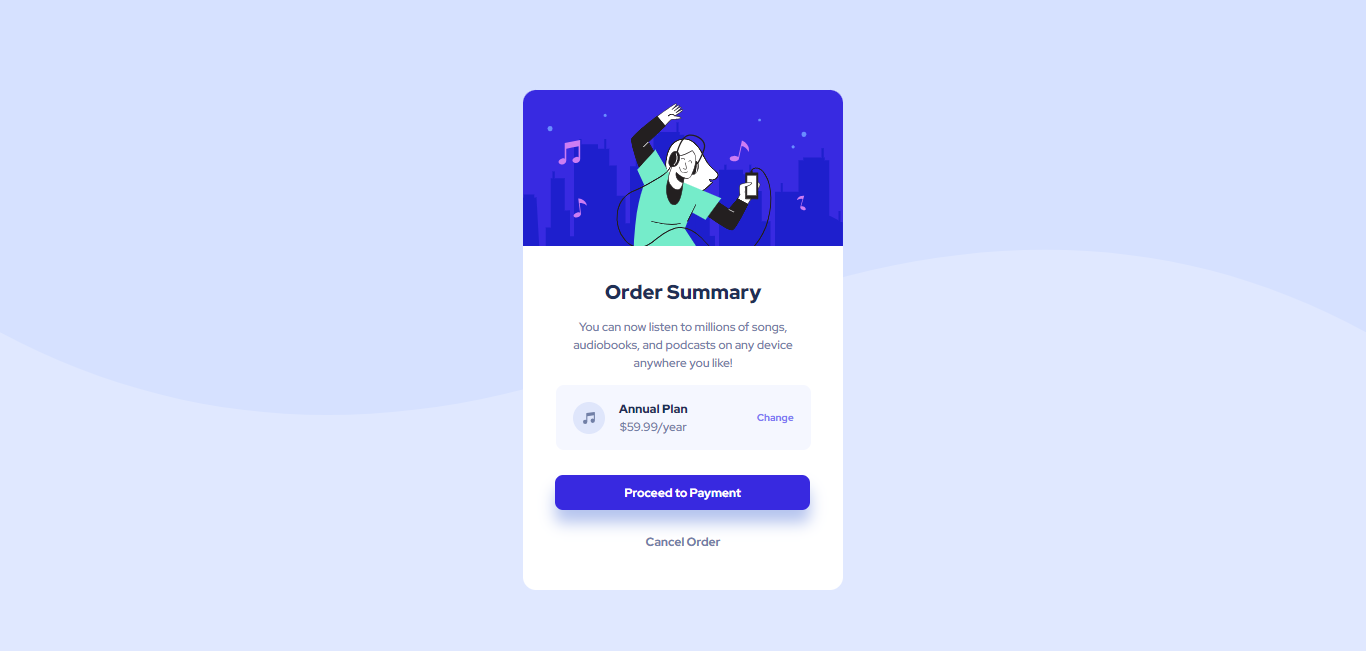 Order Summary
You can now listen to millions of songs,
audiobooks, and podcasts on any device
anywhere you like!
Annual Plan
$59.99/year
Change
Proceed to Payment
Cancel Order